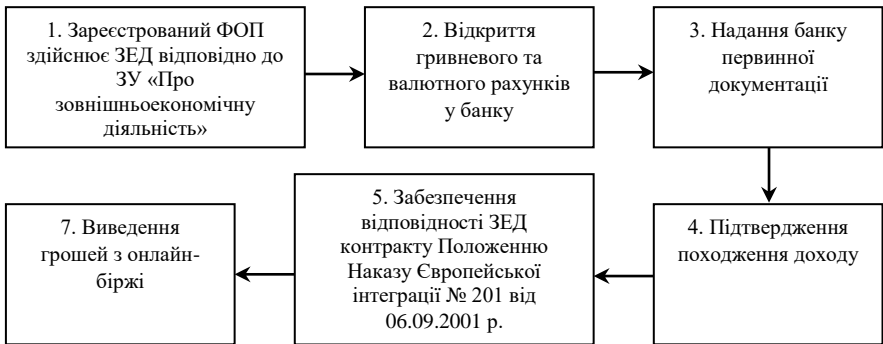 1. Зареєстрований ФОП
здійснює ЗЕД відповідно до
ЗУ «Про
зовнішньоекономічну
діяльність»
2. Відкриття
гривневого та
валютного рахунків
у банку
3. Надання банку
первинної
документації
4. Підтвердження
походження доходу
5. Забезпечення
відповідності ЗЕД
контракту Положенню
Наказу Європейської
інтеграції № 201 від
06.09.2001 р.
7. Виведення
грошей з онлайн-
біржі